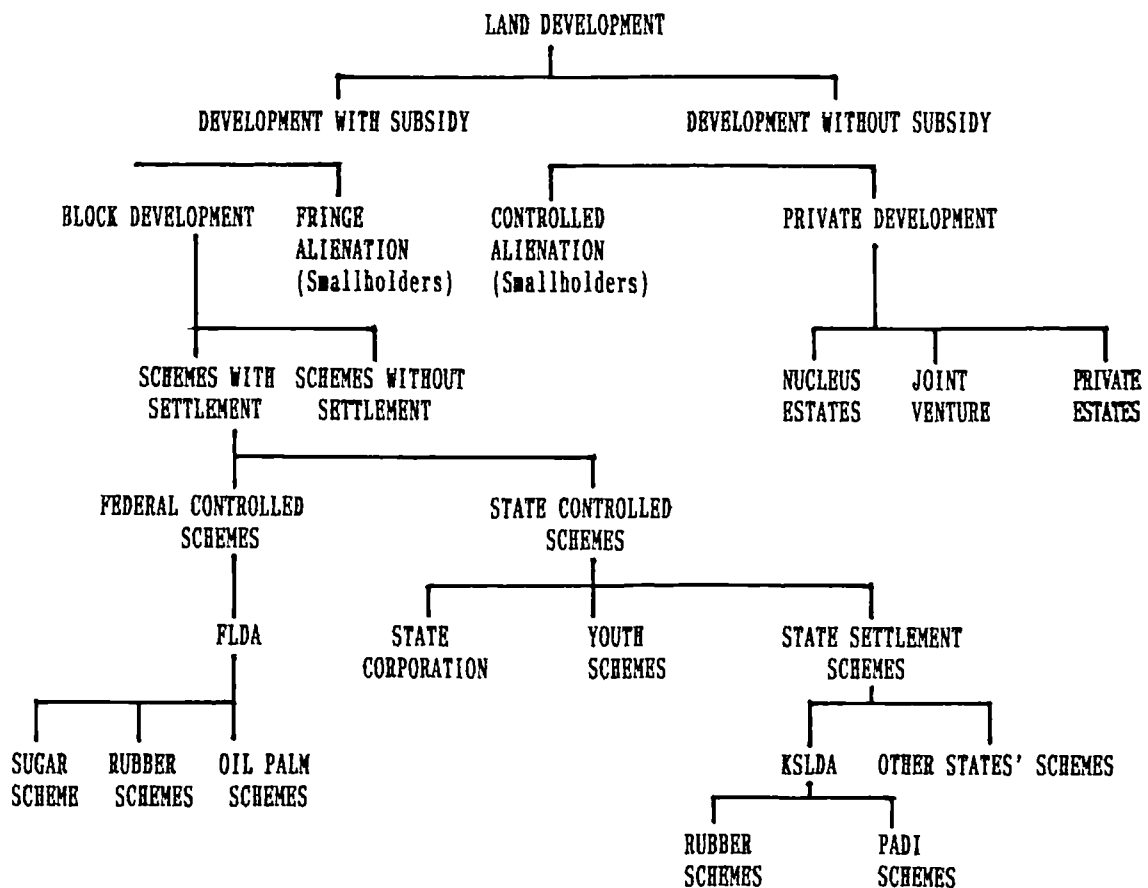 LAND DEVELOPMENT
DEVELOPMENT WITH SUBSIDY
DEVELOPMENT WITHOUT SUBSIDY
BLOCK DEVELOPMENT
FRINGE
ALIENATION
(Smallholders)
CONTROLLED
ALIENATION
(Smallholders)
PRIVATE DEVELOPMENT
SCHEMES WITH
SETTLEMENT
SCHEMES WITHOUT
SETTLEMENT
NUCLEUS
ESTATES
JOINT
VENTURE
PRIVATE
ESTATES
FEDERAL CONTROLLED
SCHEMES
STATE CONTROLLED
SCHEMES
FLDA
STATE
CORPORATION
YOUTH
SCHEMES
STATE SETTLEMENT
SCHEMES
SUGAR
SCHEME
RUBBER
SCHEMES
OIL PALM
SCHEMES
KSLDA
OTHER STATES' SCHEMES
RUBBER
SCHEMES
PADI
SCHEMES